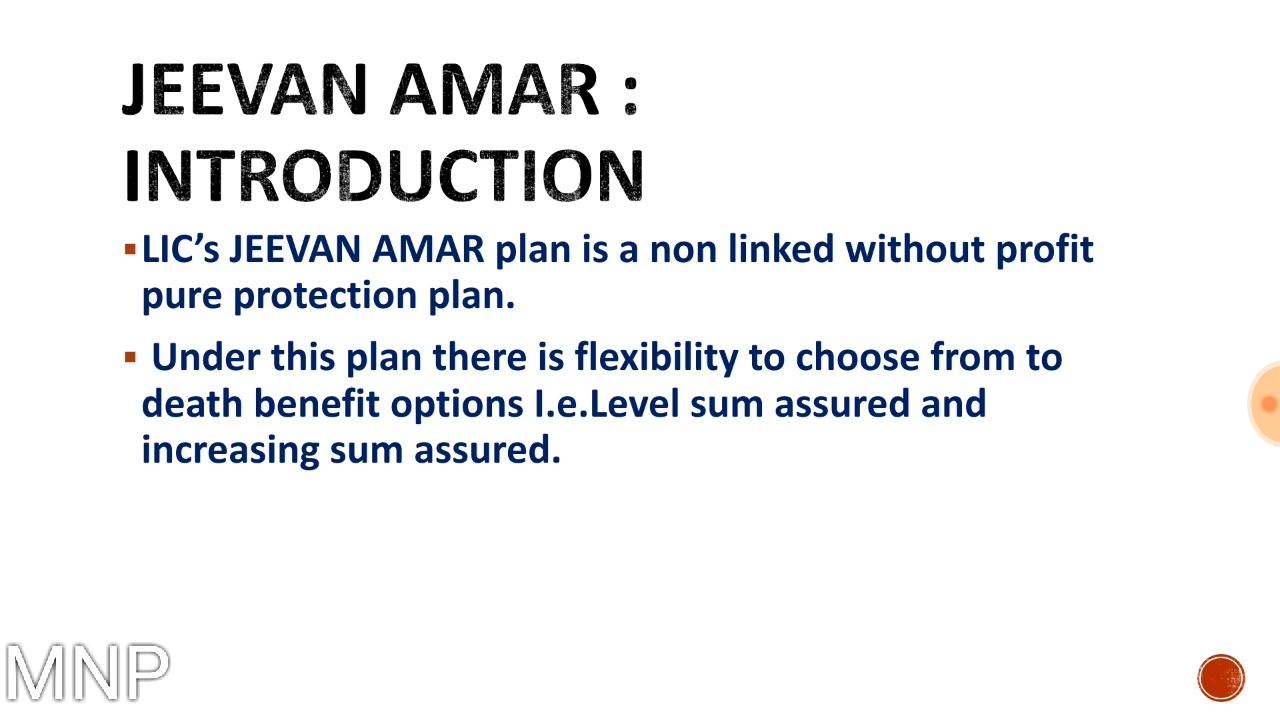 JEEVAN AMAR :
INTRODUCTION
▪LIC’s JEEVAN AMAR plan is a non linked without profit
pure protection plan.
▪ Under this plan there is flexibility to choose from to
death benefit options I.e.Level sum assured and
increasing sum assured.
MNP